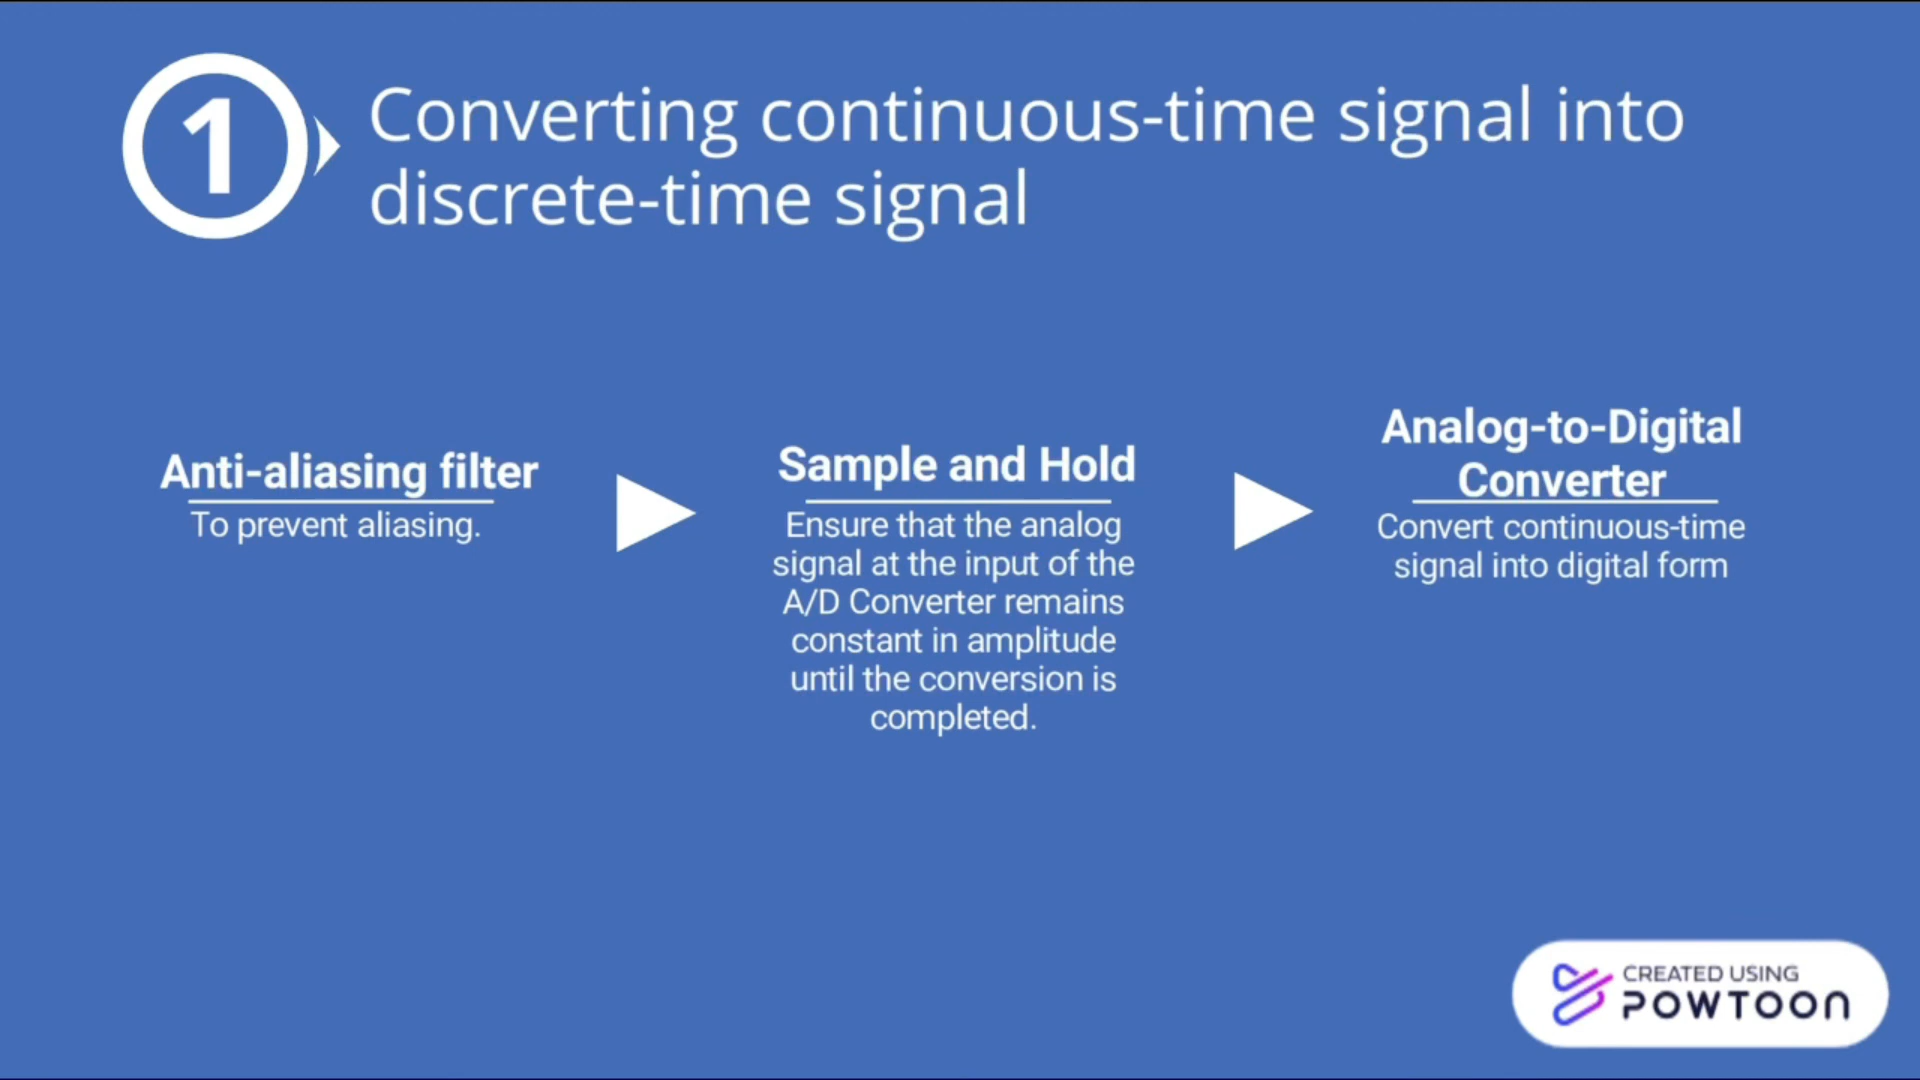 1
Converting continuous-time signal into
discrete-time signal
Anti-aliasing filter
To prevent aliasing.
Sample and Hold
Ensure that the analog
signal at the input of the
A/D Converter remains
constant in amplitude
until the conversion is
completed.
Analog-to-Digital
Converter
Convert continuous-time
signal into digital form
CREATED USING
POWTOON